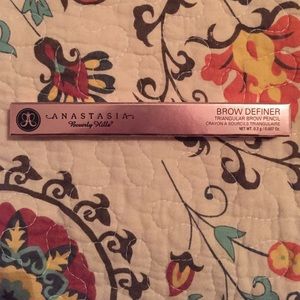 ANASTASIA
Beverly Hills®
BROW DEFINER
TRIANGULAR BROW PENCIL
CRAYON À SOURCILS TRIANGULAIRE
NET WT. 0.2 g / 0.007 Oz.